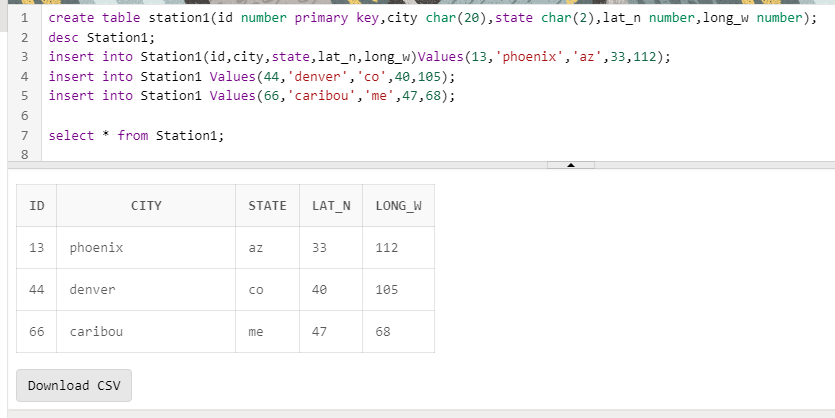 1 create table station1(id number primary key,city char(20),state char(2),lat_n number,long_w number);
2 desc Station1;
3 insert into Station1(id,city,state,lat_n,long_w)Values(13,'phoenix','az',33,112);
4 insert into Station1 Values(44,'denver','co',40,105);
5 insert into Station1 Values(66,'caribou','me',47,68);
6
7 select * from Station1;
8
ID CITY STATE LAT_N LONG_W
13 phoenix az 33 112
44 denver co 40 105
66 caribou me 47 68
Download CSV